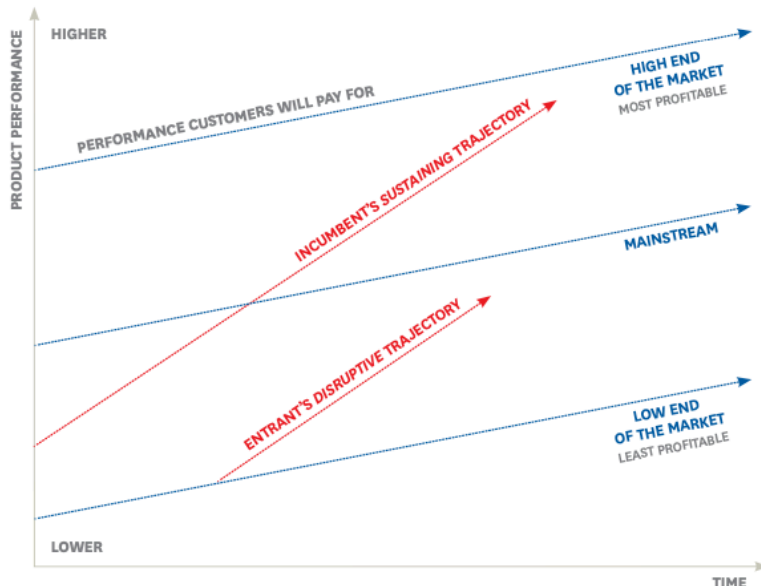 PRODUCT PERFORMANCE
HIGHER
PERFORMANCE CUSTOMERS WILL PAY FOR
HIGH END
OF THE MARKET
MOST PROFITABLE
INCUMBENT'S SUSTAINING TRAJECTORY
MAINSTREAM
ENTRANT'S DISRUPTIVE TRAJECTORY
LOW END
OF THE MARKET
LEAST PROFITABLE
LOWER
TIME